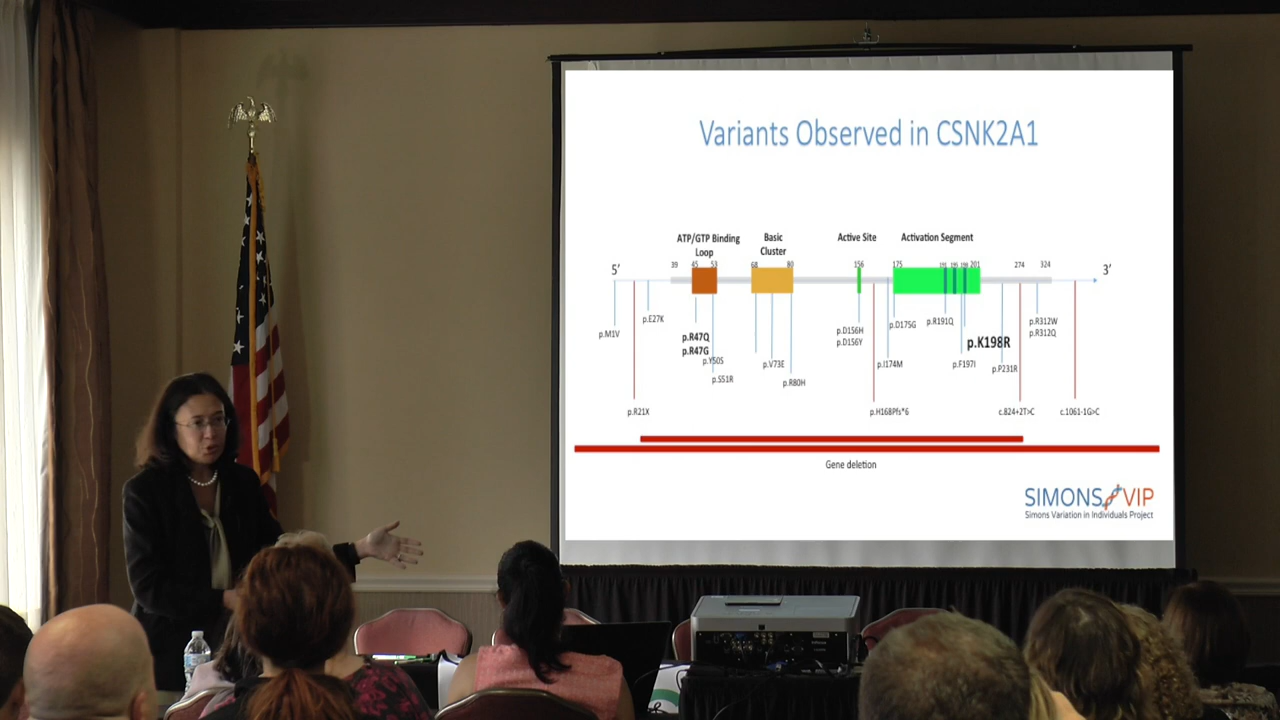 Variants Observed in CSNK2A1
ATP/GTP Binding
Loop
Basic
Cluster
Active Site
Activation Segment
39 45 53 68 80 156 175 191 198 201 274 324
5’
3’
p.M1V
p.E27K
p.R47Q
p.R47G
p.Y50S
p.S51R
p.V73E
p.R80H
p.D156H
p.D156Y
p.D175G
p.I174M
p.R191Q
p.K198R
p.F197I
p.P231R
p.R312W
p.R312Q
p.R21X
p.H168Pfs*6
c.824+2T>C
c.1061-1G>C
Gene deletion
SIMONS VIP
Simons Variation in Individuals Project